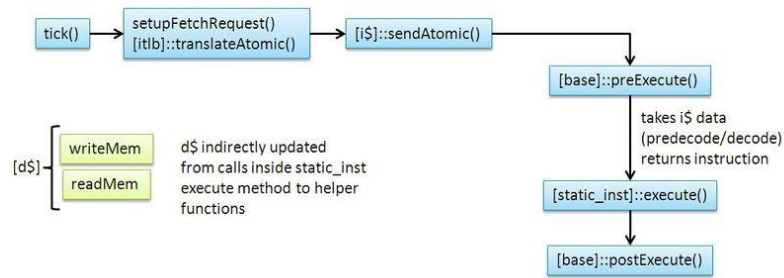 tick()
setupFetchRequest()
[itlb]::translateAtomic()
[i$]::sendAtomic()
[base]::preExecute()
takes i$ data
(predecode/decode)
returns instruction
[d$]
writeMem
readMem
d$ indirectly updated
from calls inside static_inst
execute method to helper
functions
[static_inst]::execute()
[base]::postExecute()